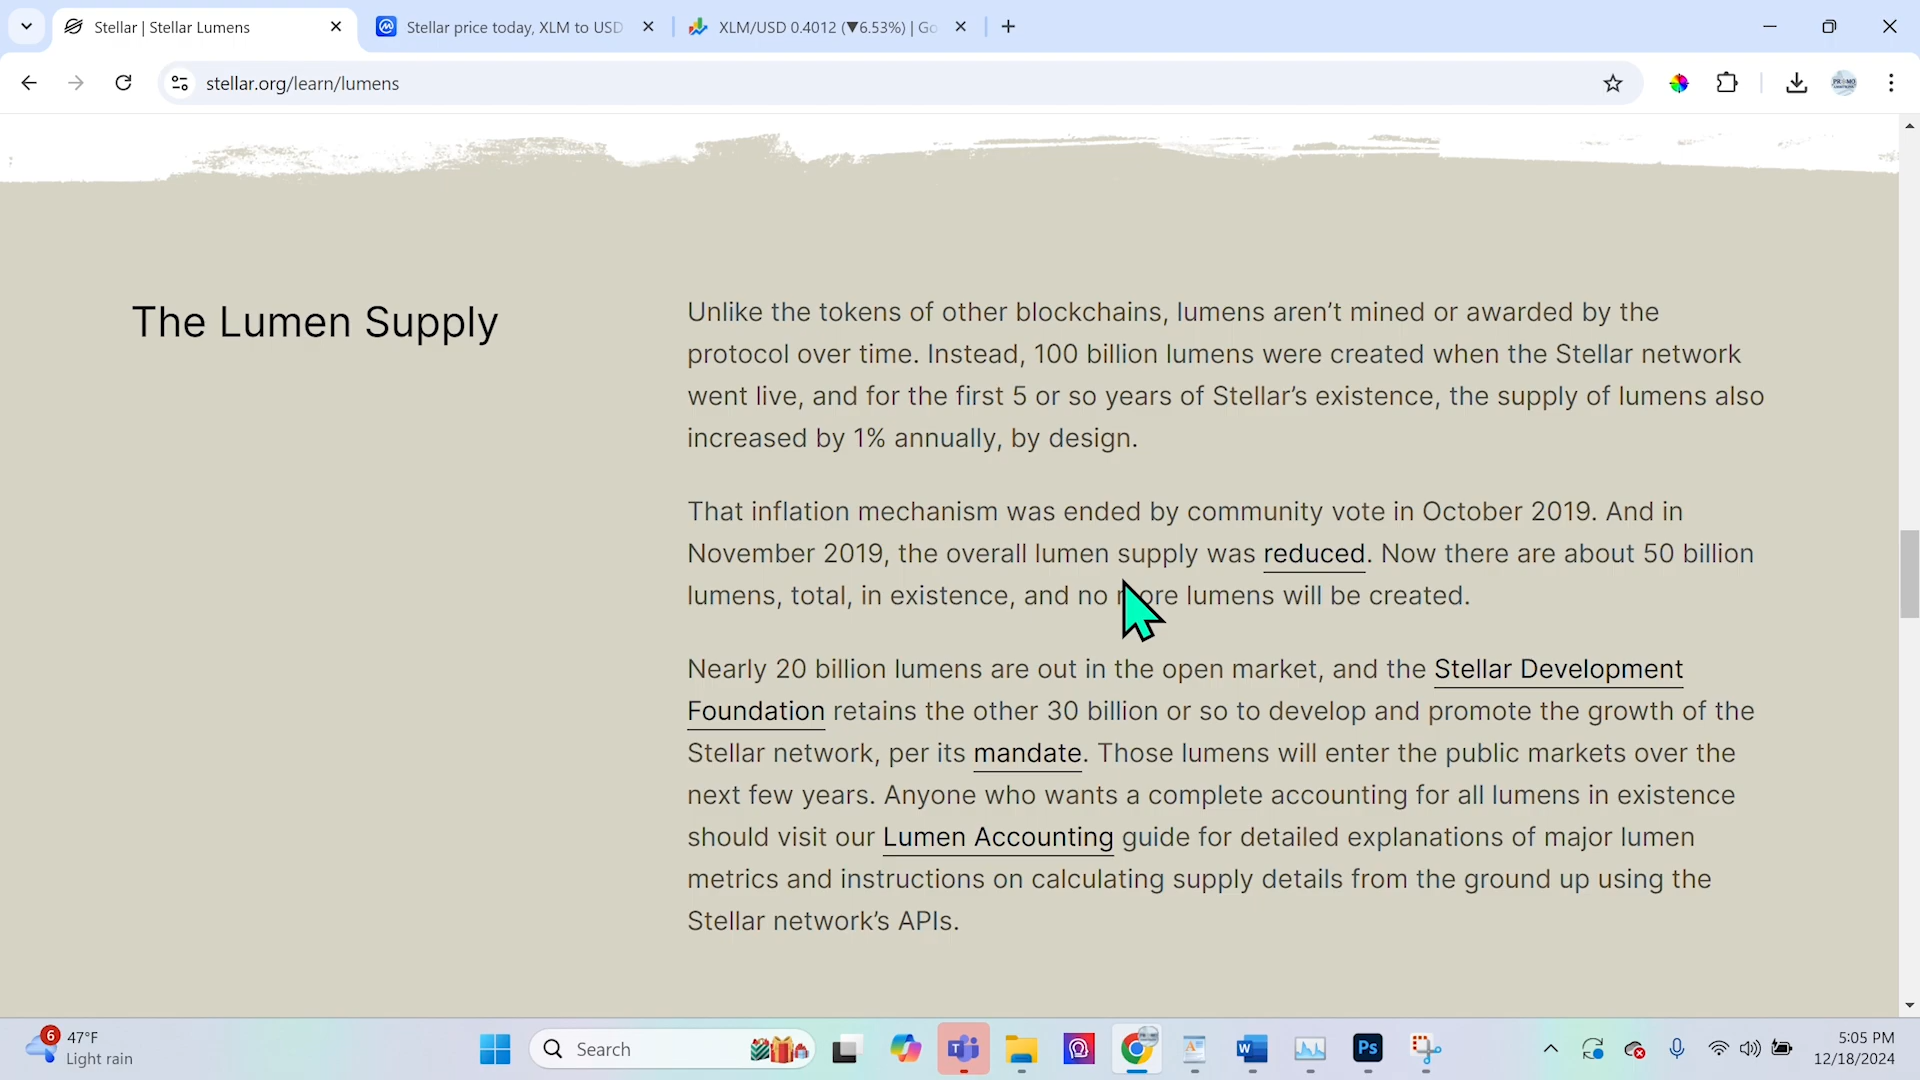 Stellar | Stellar Lumens
Stellar price today, XLM to USD
XLM/USD 0.4012 (▼6.53%) | Go
stellar.org/learn/lumens
The Lumen Supply
Unlike the tokens of other blockchains, lumens aren’t mined or awarded by the
protocol over time. Instead, 100 billion lumens were created when the Stellar network
went live, and for the first 5 or so years of Stellar’s existence, the supply of lumens also
increased by 1% annually, by design.
That inflation mechanism was ended by community vote in October 2019. And in
November 2019, the overall lumen supply was reduced. Now there are about 50 billion
lumens, total, in existence, and no more lumens will be created.
Nearly 20 billion lumens are out in the open market, and the Stellar Development
Foundation retains the other 30 billion or so to develop and promote the growth of the
Stellar network, per its mandate. Those lumens will enter the public markets over the
next few years. Anyone who wants a complete accounting for all lumens in existence
should visit our Lumen Accounting guide for detailed explanations of major lumen
metrics and instructions on calculating supply details from the ground up using the
Stellar network’s APIs.
6
47°F
Light rain
Search
T
W
Ps
5:05 PM
12/18/2024